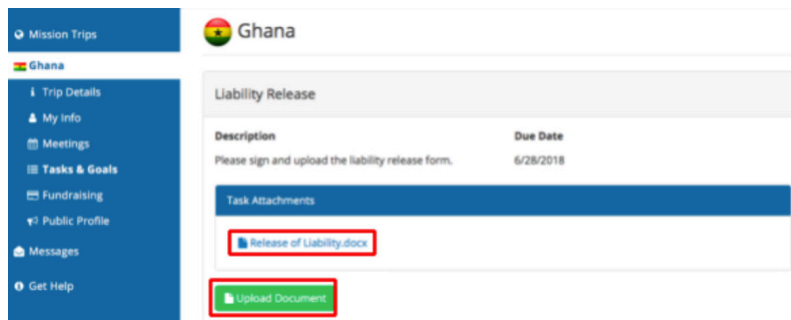 Mission Trips
Ghana
Trip Details
My Info
Meetings
Tasks & Goals
Fundraising
Public Profile
Messages
Get Help
Ghana
Liability Release
Description
Due Date
Please sign and upload the liability release form.
6/28/2018
Task Attachments
Release of Liability.docx
Upload Document